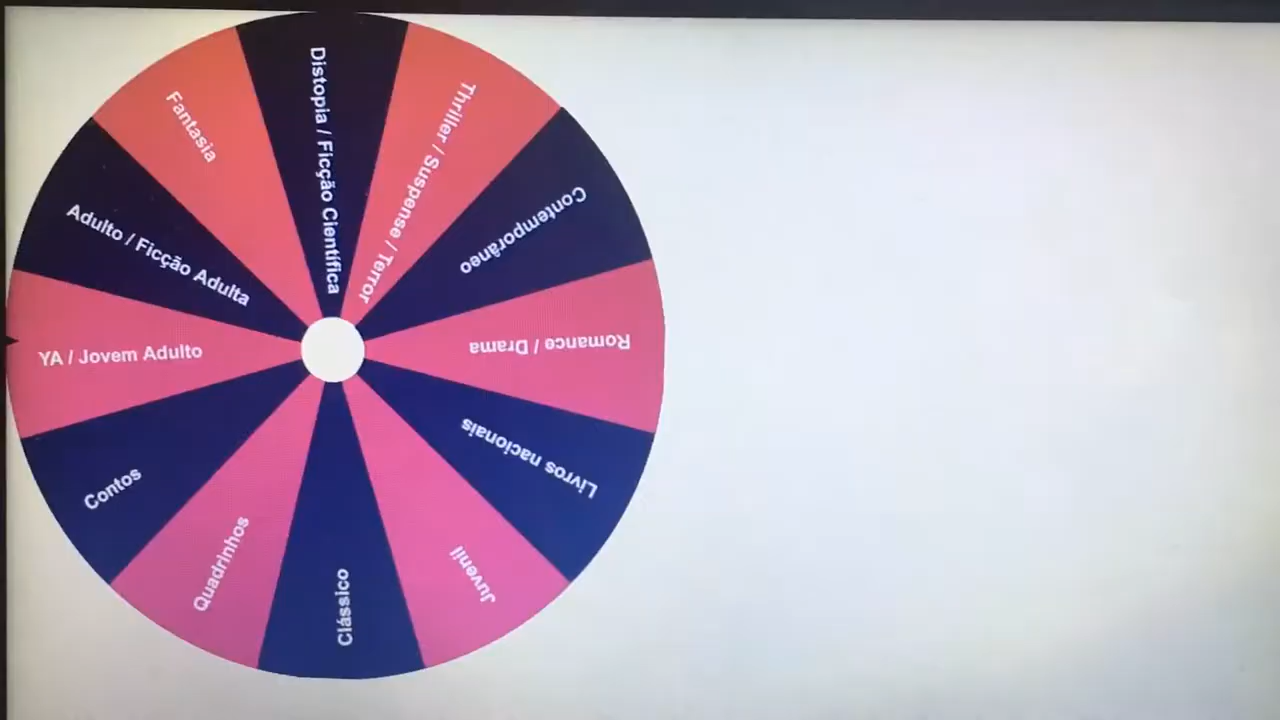 Distopia / Ficção Científica
Thriller / Suspense / Terror
Contemporâneo
Romance / Drama
Livros nacionais
Juvenil
Clássico
Quadrinhos
Contos
YA / Jovem Adulto
Adulto / Ficção Adulta
Fantasia